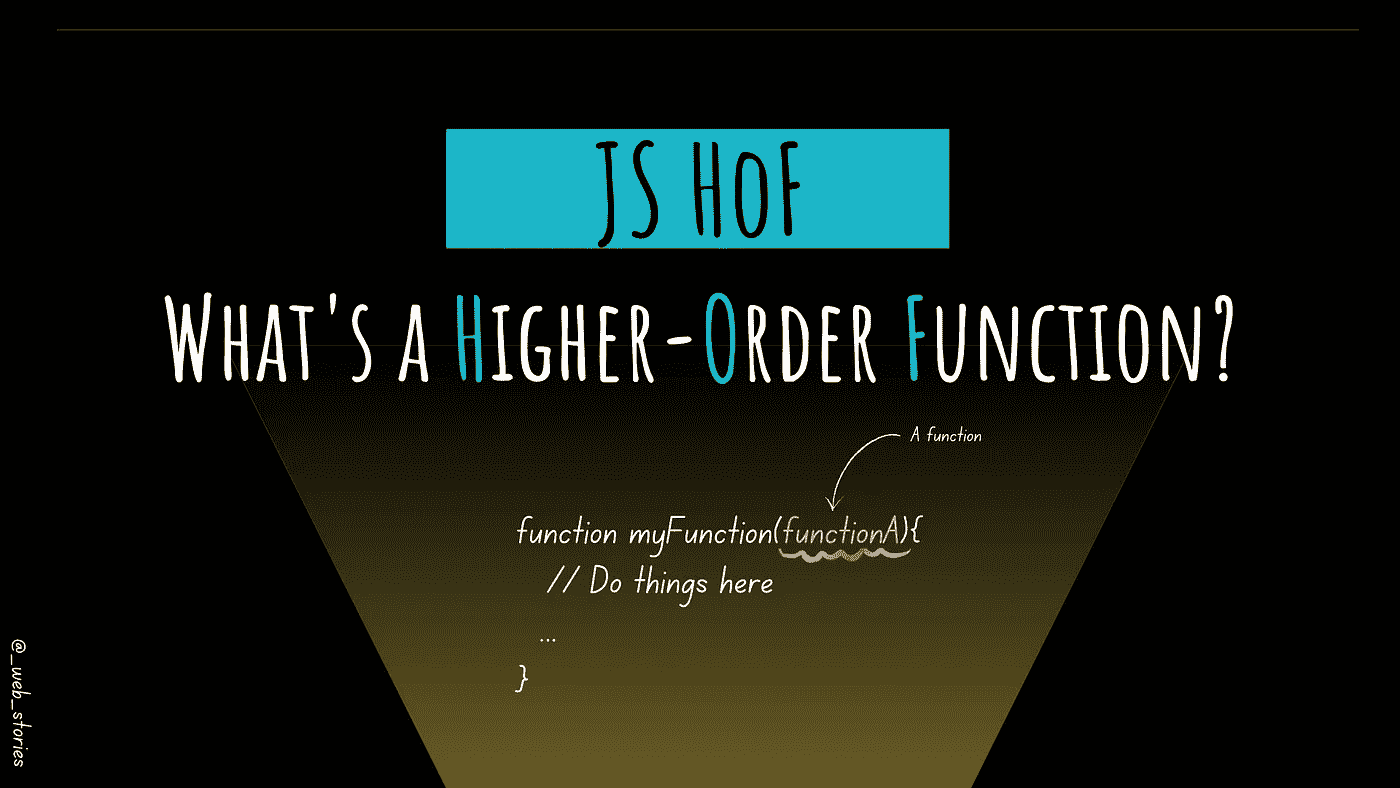 JS HOF
WHAT'S A HIGHER-ORDER FUNCTION?
A function
function myFunction(functionA){
// Do things here
...
}
@_web_stories